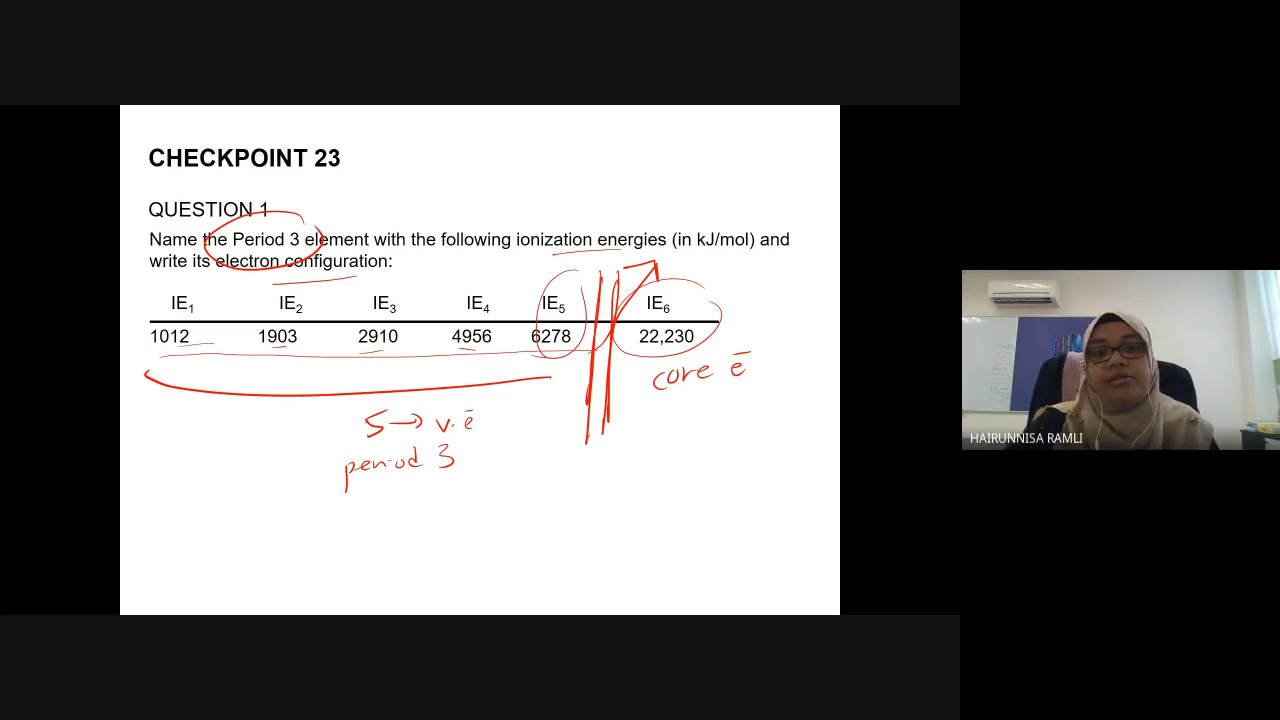 CHECKPOINT 23
QUESTION 1
Name the Period 3 element with the following ionization energies (in kJ/mol) and
write its electron configuration:
IE₁ IE₂ IE₃ IE₄ IE₅ IE₆
1012 1903 2910 4956 6278 22,230
core ē
5 → v.ē
period 3
HAIRUNNISA RAMLI